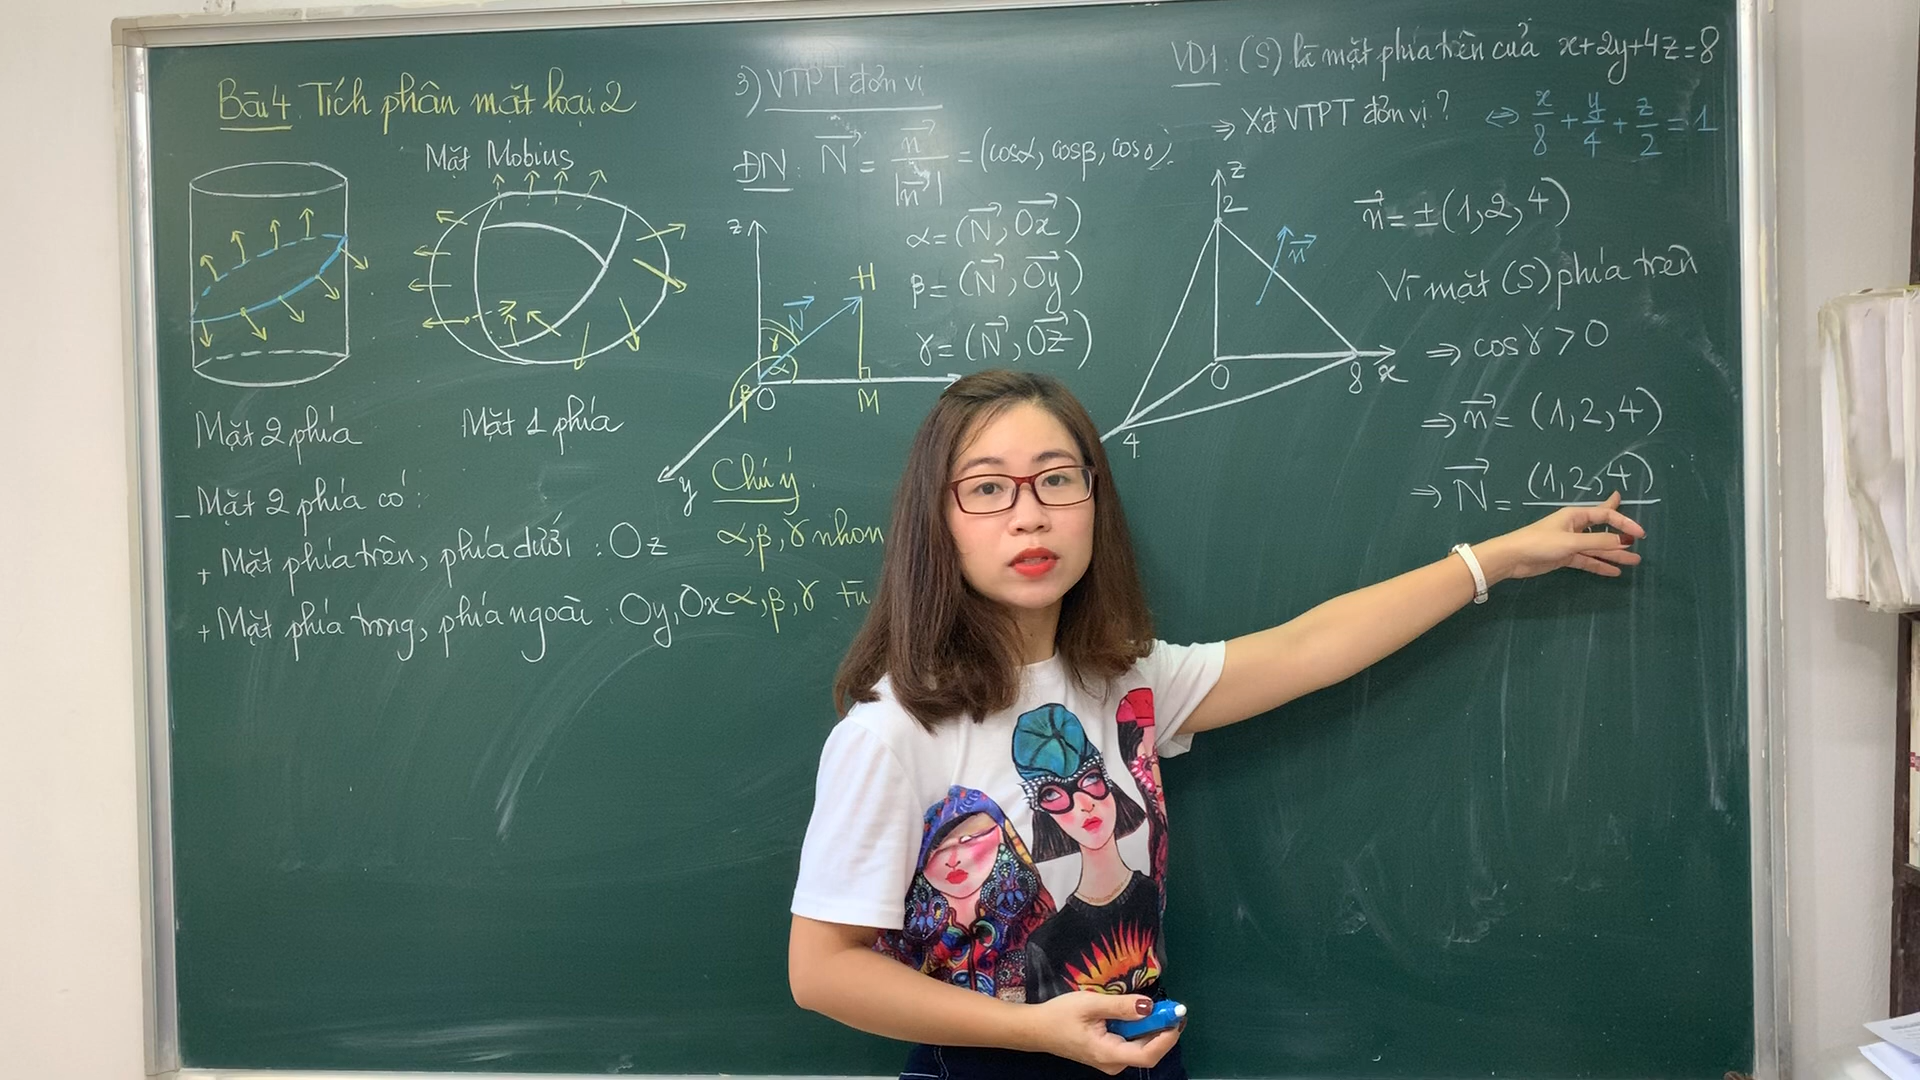 Bài 4. Tích phân mặt loại 2
Mặt Mobius
Mặt 2 phía
Mặt 1 phía
- Mặt 2 phía có:
+ Mặt phía trên, phía dưới : Oz
+ Mặt phía trong, phía ngoài : Oy, Ox
3) VTPT đơn vị
ĐN: N⃗ = n⃗ / |n⃗| = (cosα, cosβ, cosγ).
α = (N⃗, Ox⃗)
β = (N⃗, Oy⃗)
γ = (N⃗, Oz⃗)
z
H
N⃗
γ
α
β
O
M
y
Chú ý.
α, β, γ nhọn
α, β, γ tù
VD1: (S) là mặt phía trên của x+2y+4z=8
⇒ Xđ VTPT đơn vị? ⇔ x/8 + y/4 + z/2 = 1
z
2
n⃗
O
8
x
4
n⃗ = ±(1,2,4)
Vì mặt (S) phía trên
⇒ cosγ > 0
⇒ n⃗ = (1,2,4)
⇒ N⃗ = (1,2,4)